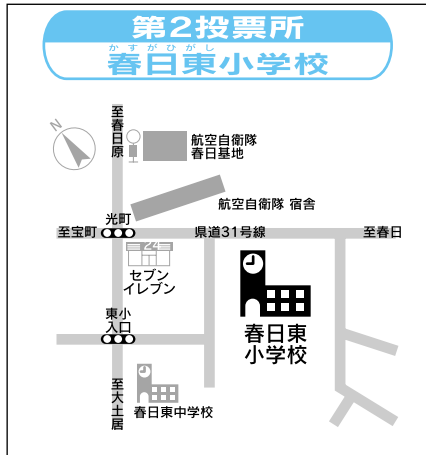 第2投票所
かすがひがし
春日東小学校
N
至春日原
航空自衛隊
春日基地
航空自衛隊 宿舎
光町
至宝町
県道31号線
至春日
24
セブン
イレブン
春日東
小学校
東小
入口
至大土居
春日東中学校